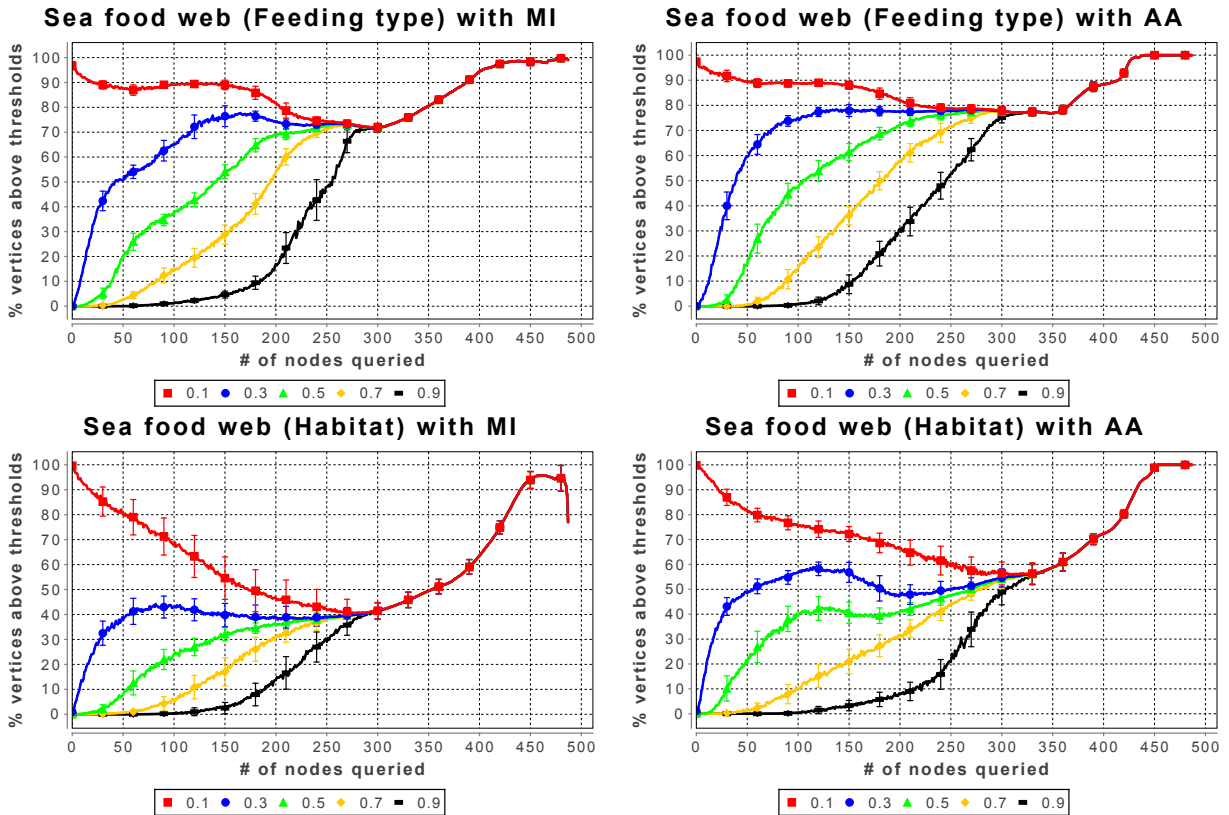 Sea food web (Feeding type) with MI
% vertices above thresholds
100
90
80
70
60
50
40
30
20
10
0
0 50 100 150 200 250 300 350 400 450 500
# of nodes queried
0.1 0.3 0.5 0.7 0.9
Sea food web (Feeding type) with AA
% vertices above thresholds
100
90
80
70
60
50
40
30
20
10
0
0 50 100 150 200 250 300 350 400 450 500
# of nodes queried
0.1 0.3 0.5 0.7 0.9
Sea food web (Habitat) with MI
% vertices above thresholds
100
90
80
70
60
50
40
30
20
10
0
0 50 100 150 200 250 300 350 400 450 500
# of nodes queried
0.1 0.3 0.5 0.7 0.9
Sea food web (Habitat) with AA
% vertices above thresholds
100
90
80
70
60
50
40
30
20
10
0
0 50 100 150 200 250 300 350 400 450 500
# of nodes queried
0.1 0.3 0.5 0.7 0.9